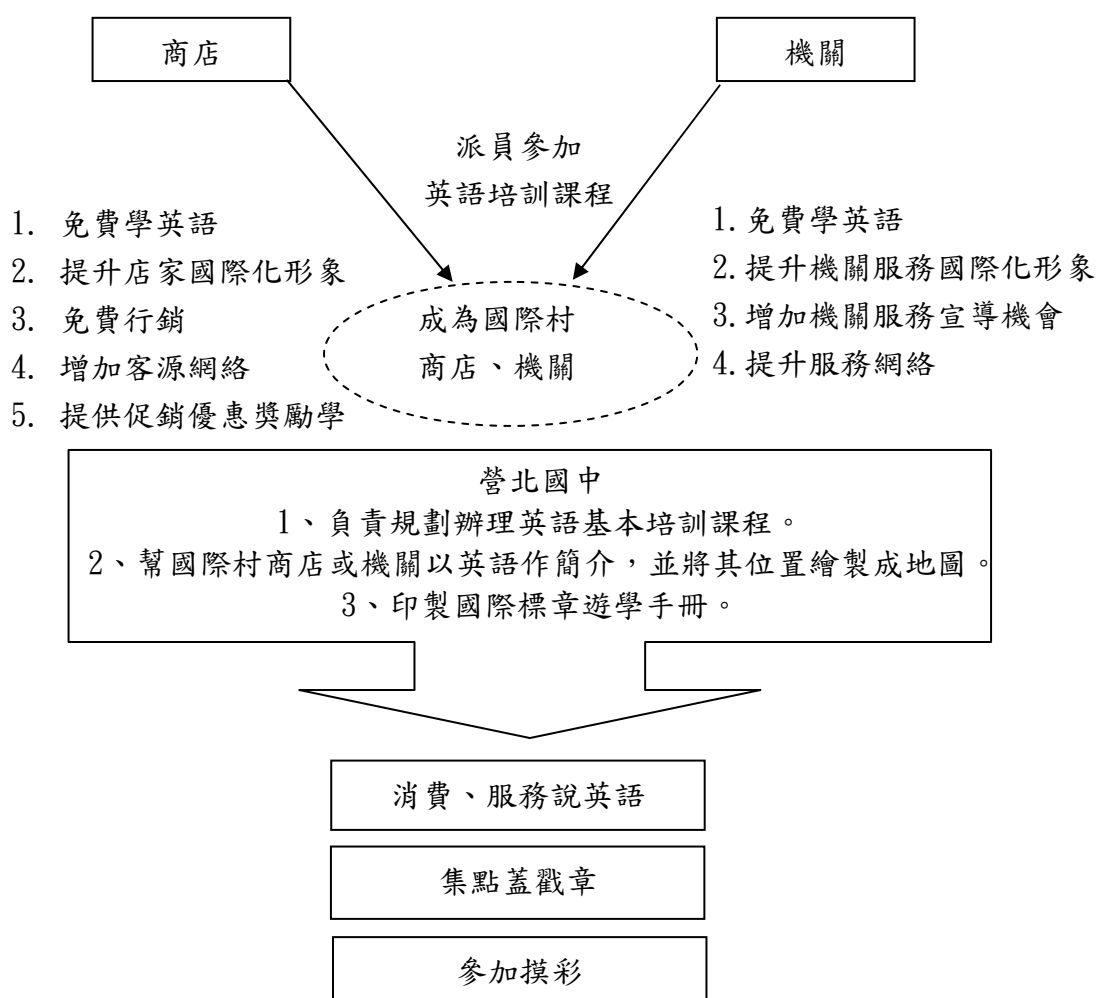 商店
機關
派員參加
英語培訓課程
1. 免費學英語
2. 提升店家國際化形象
3. 免費行銷
4. 增加客源網絡
5. 提供促銷優惠獎勵學
1.免費學英語
2.提升機關服務國際化形象
3.增加機關服務宣導機會
4.提升服務網絡
成為國際村
商店、機關
營北國中
1、負責規劃辦理英語基本培訓課程。
2、幫國際村商店或機關以英語作簡介，並將其位置繪製成地圖。
3、印製國際標章遊學手冊。
消費、服務說英語
集點蓋戳章
參加摸彩